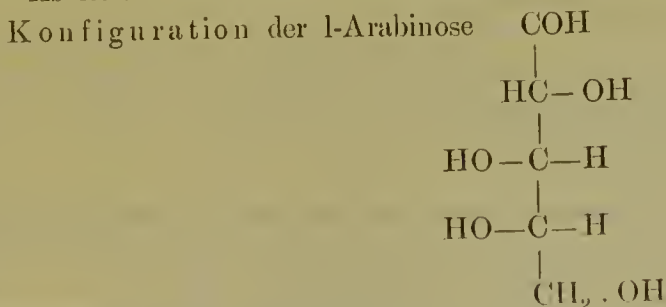 Konfiguration der l-Arabinose COH
HC—OH
HO—C—H
HO—C—H
CH₂ . OH